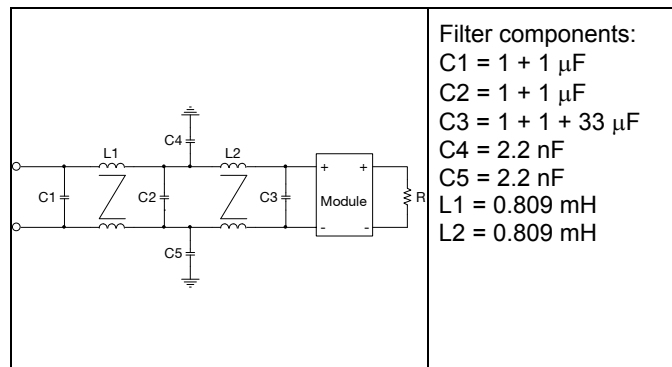 C4
L1
L2
C1
C2
C3
+
+
Module
-
-
R
C5
Filter components:
C1 = 1 + 1 μF
C2 = 1 + 1 μF
C3 = 1 + 1 + 33 μF
C4 = 2.2 nF
C5 = 2.2 nF
L1 = 0.809 mH
L2 = 0.809 mH